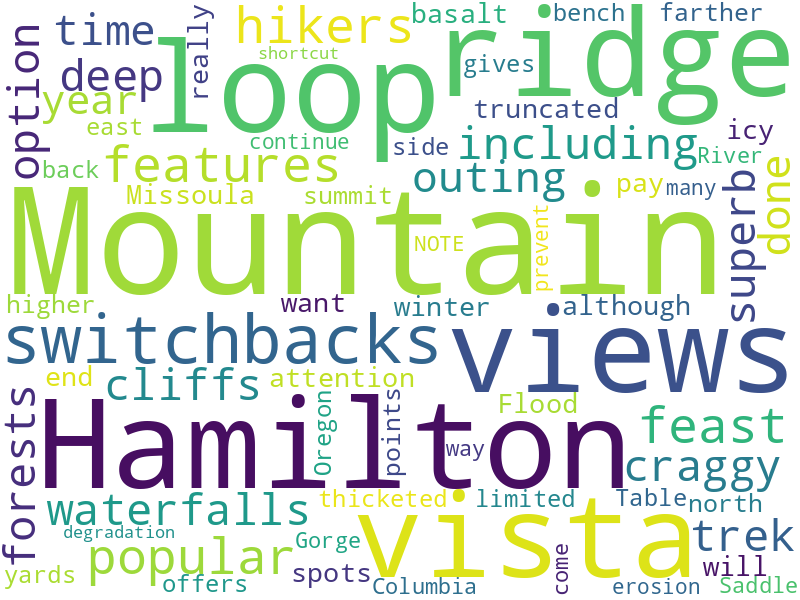 time
hikers
basalt
bench
farther
really
shortcut
loop
ridge
deep
gives
option
year
east
truncated
continue
side
including
icy
back
features
outing
River
Missoula
summit
pay
many
superb
done
Mountain
NOTE
prevent
higher
want
winter
although
switchbacks
views
end
cliffs
attention
Flood
feast
forests
Hamilton
Oregon
points
way
craggy
waterfalls
thicketed
vista
limited
Table
north
degradation
Gorge
trek
popular
yards
offers
spots
come
will
Columbia
erosion
Saddle